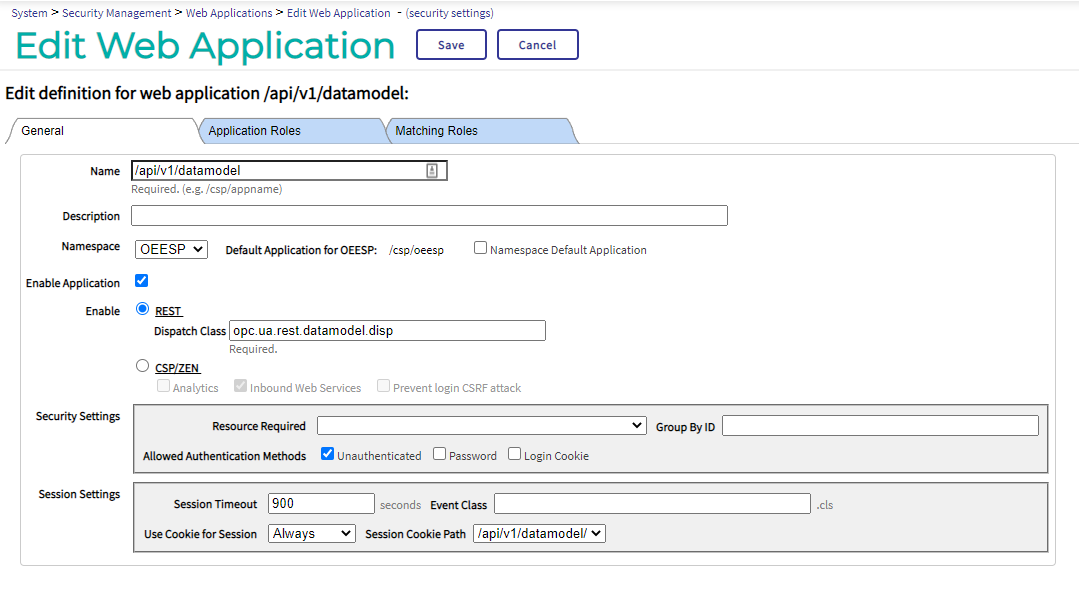 System > Security Management > Web Applications > Edit Web Application - (security settings)
Edit Web Application Save Cancel
Edit definition for web application /api/v1/datamodel:
General Application Roles Matching Roles
Name /api/v1/datamodel
Required. (e.g. /csp/appname)
Description
Namespace OEESP Default Application for OEESP: /csp/oeesp Namespace Default Application
Enable Application
Enable REST
Dispatch Class opc.ua.rest.datamodel.disp
Required.
CSP/ZEN
Analytics Inbound Web Services Prevent login CSRF attack
Security Settings
Resource Required Group By ID
Allowed Authentication Methods Unauthenticated Password Login Cookie
Session Settings
Session Timeout 900 seconds Event Class .cls
Use Cookie for Session Always Session Cookie Path /api/v1/datamodel/